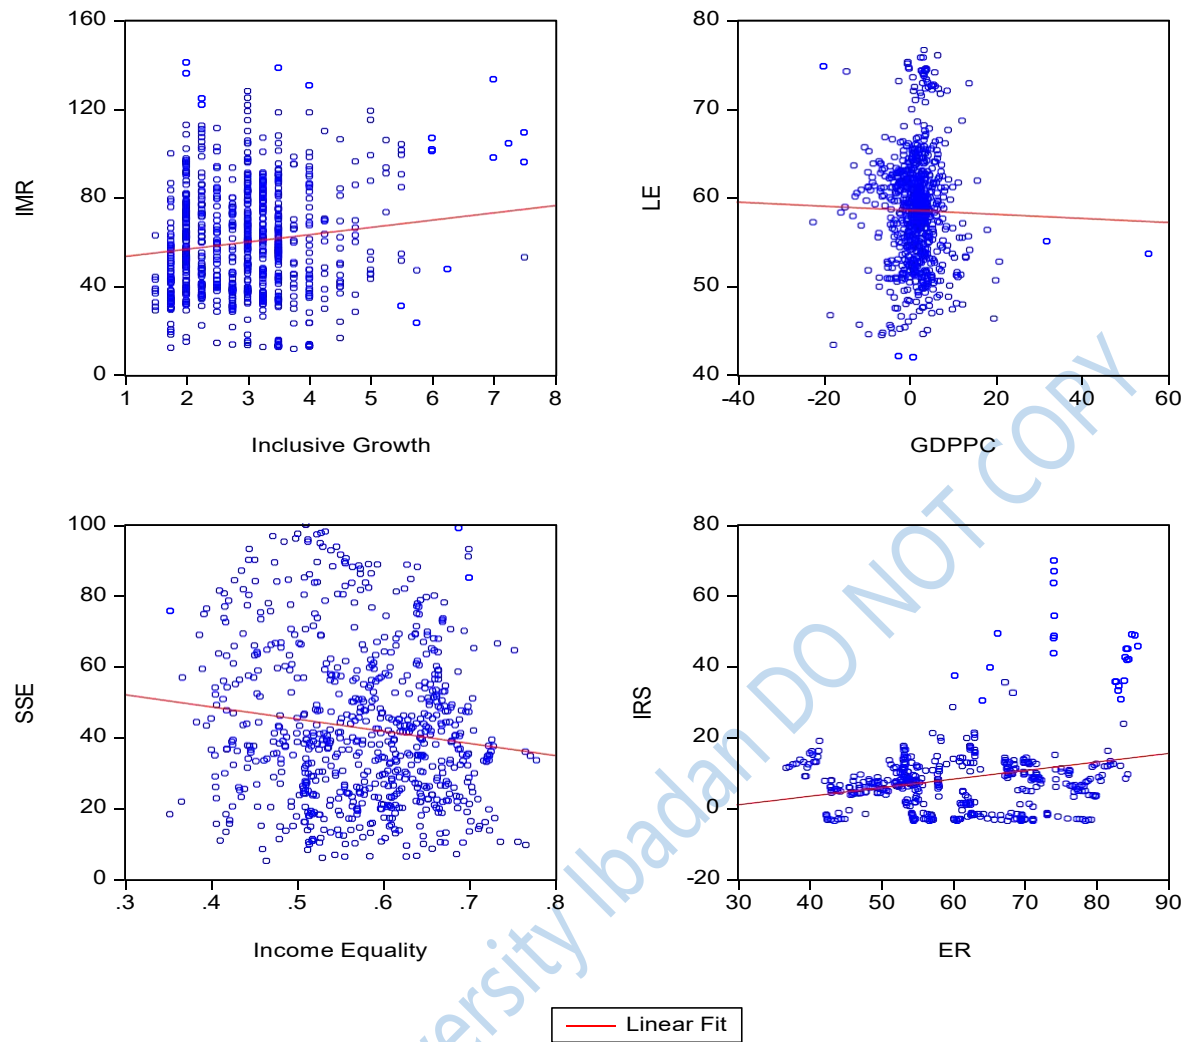 160
120
80
40
0
IMR
1 2 3 4 5 6 7 8
Inclusive Growth
80
70
60
50
40
LE
-40 -20 0 20 40 60
GDPPC
100
80
60
40
20
0
SSE
.3 .4 .5 .6 .7 .8
Income Equality
80
60
40
20
0
-20
IRS
30 40 50 60 70 80 90
ER
Linear Fit
versity Ibadan DO NOT COPY